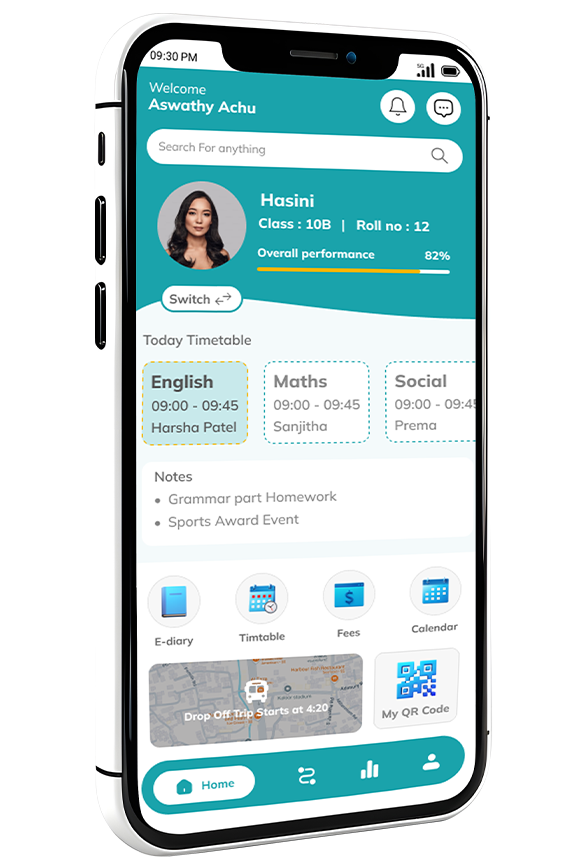 09:30 PM
5G
Welcome
Aswathy Achu
Search For anything
Hasini
Class : 10B | Roll no : 12
Overall performance 82%
Switch
Today Timetable
English
09:00 - 09:45
Harsha Patel
Maths
09:00 - 09:45
Sanjitha
Social
09:00 - 09:45
Prema
Notes
• Grammar part Homework
• Sports Award Event
E-diary
Timtable
Fees
Calendar
Drop Off Trip Starts at 4:20
My QR Code
Home